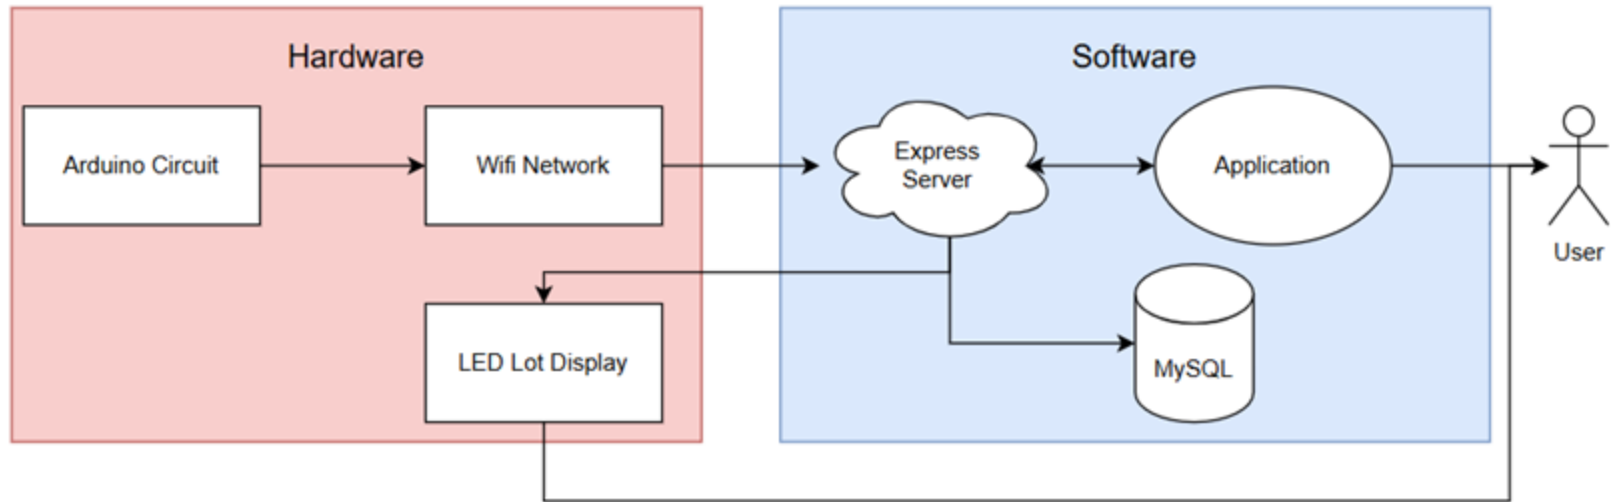 Hardware
Software
Arduino Circuit
Wifi Network
Express
Server
Application
User
LED Lot Display
MySQL